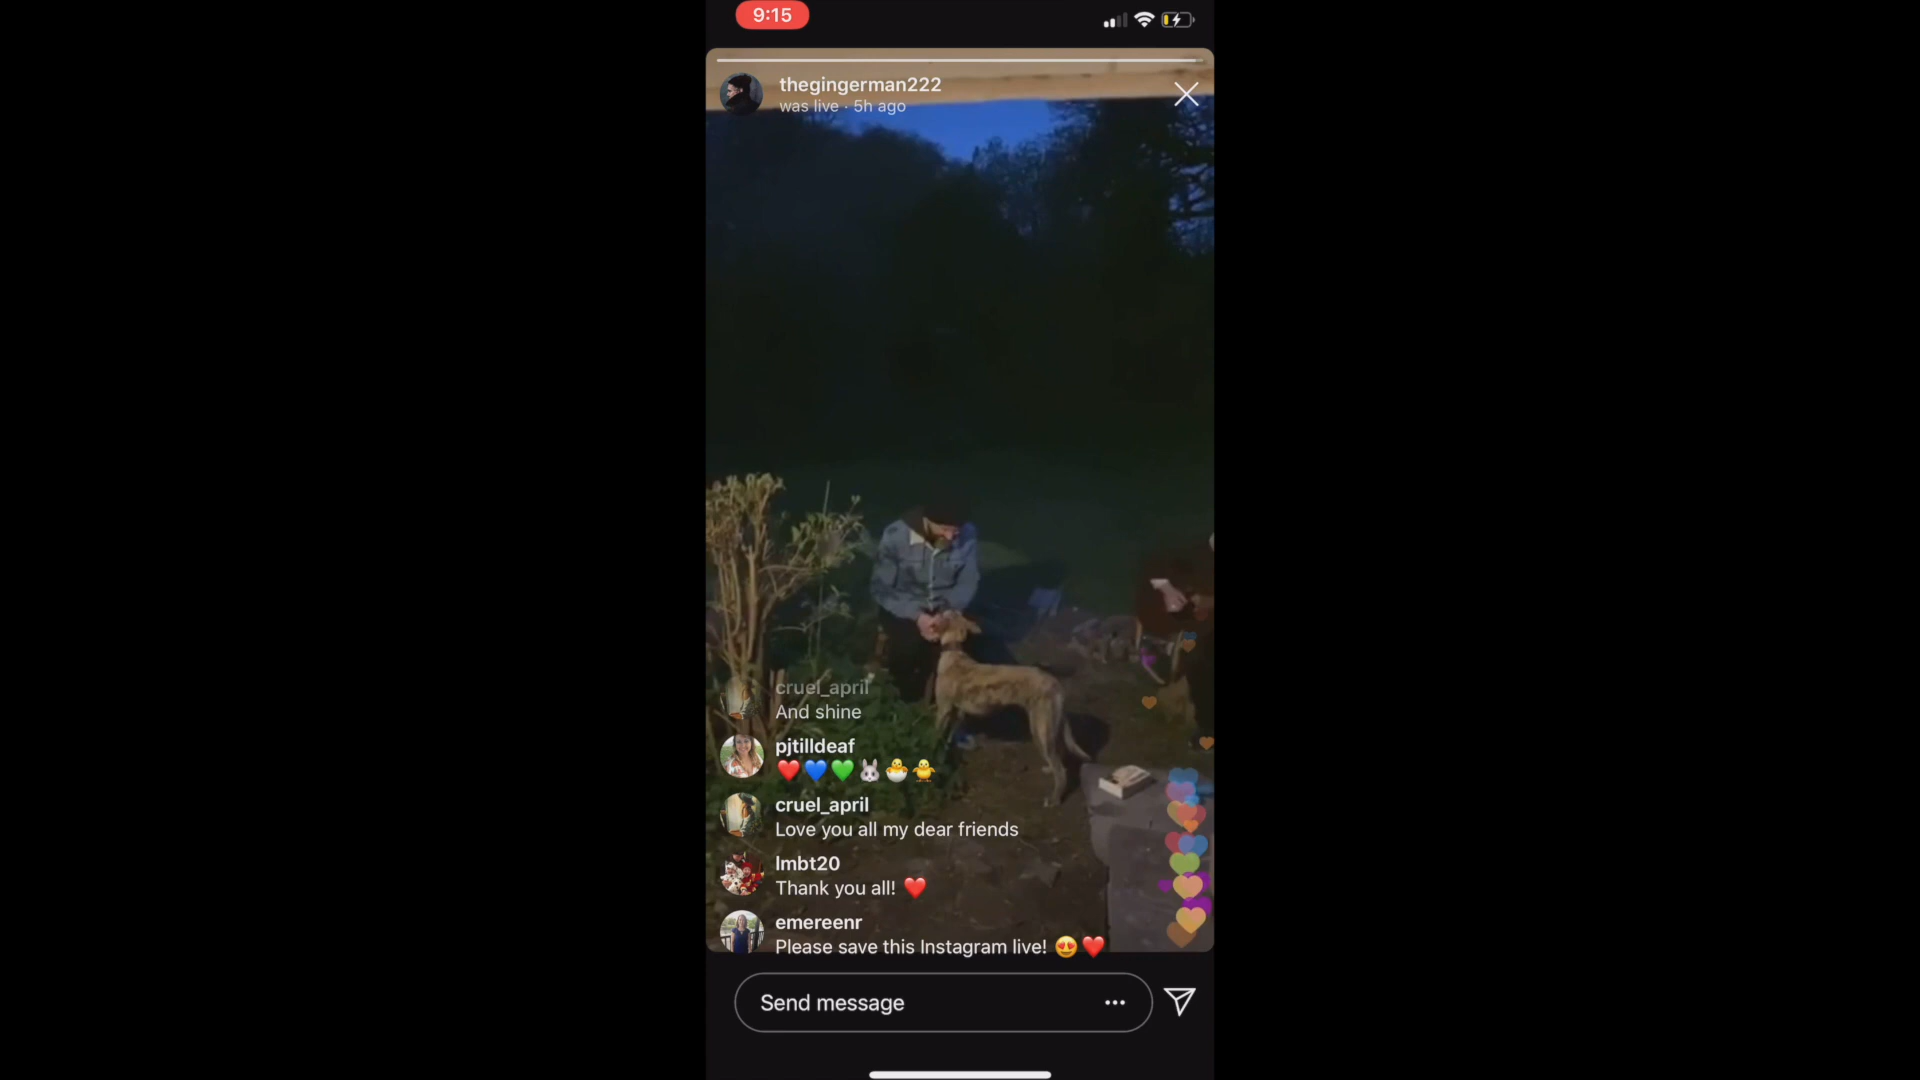 9:15
thegingerman222
was live · 5h ago
cruel_april
And shine
pjtilldeaf
❤️💙💚🐰🐣🐥
cruel_april
Love you all my dear friends
lmbt20
Thank you all! ❤️
emereenr
Please save this Instagram live! 😍❤️
Send message